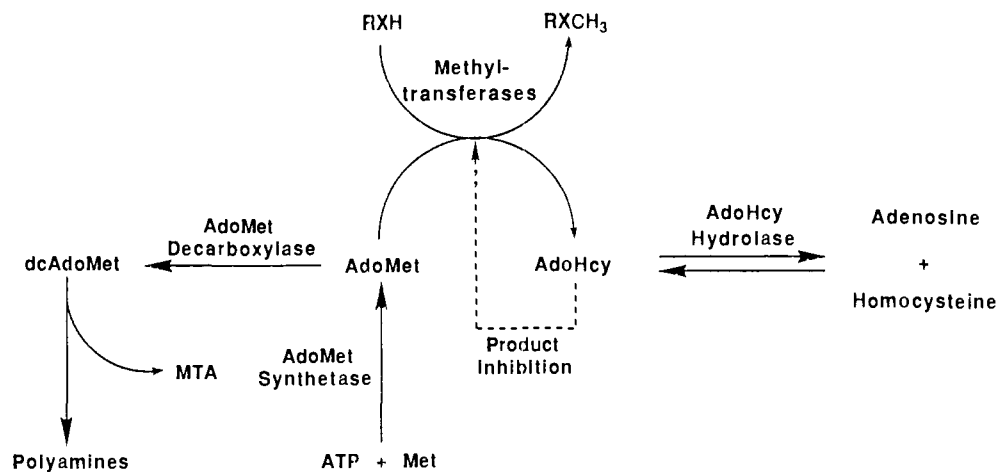 RXH
RXCH3
Methyl-
transferases
AdoMet
Decarboxylase
AdoHcy
Hydrolase
Adenosine
dcAdoMet
AdoMet
AdoHcy
+
Homocysteine
Product
Inhibition
AdoMet
Synthetase
MTA
Polyamines
ATP + Met